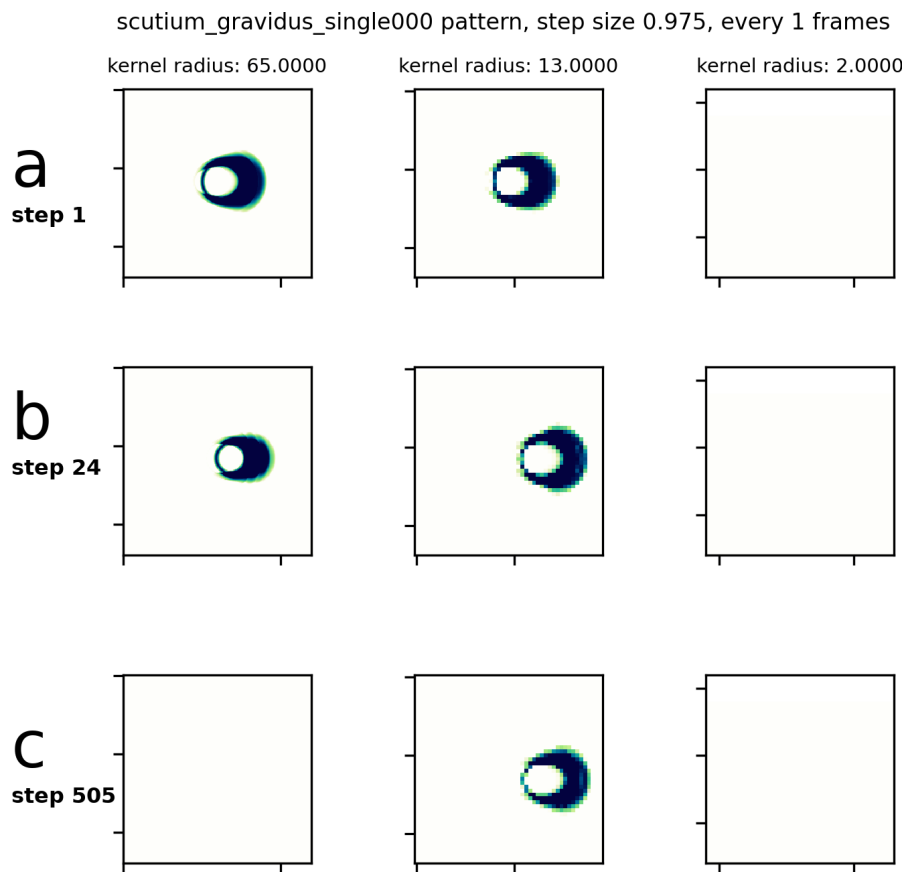 scutium_gravidus_single000 pattern, step size 0.975, every 1 frames
kernel radius: 65.0000 kernel radius: 13.0000 kernel radius: 2.0000
a
step 1
b
step 24
c
step 505